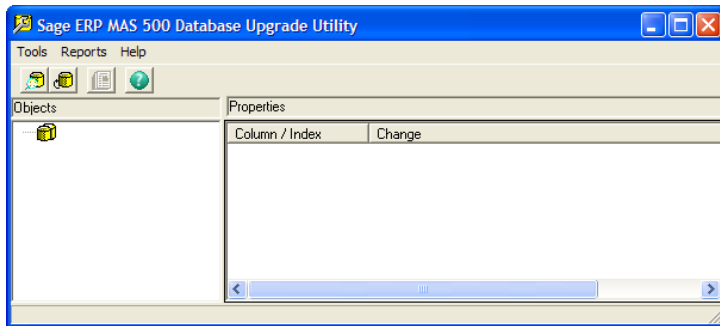 Sage ERP MAS 500 Database Upgrade Utility
Tools Reports Help
Objects Properties
Column / Index Change